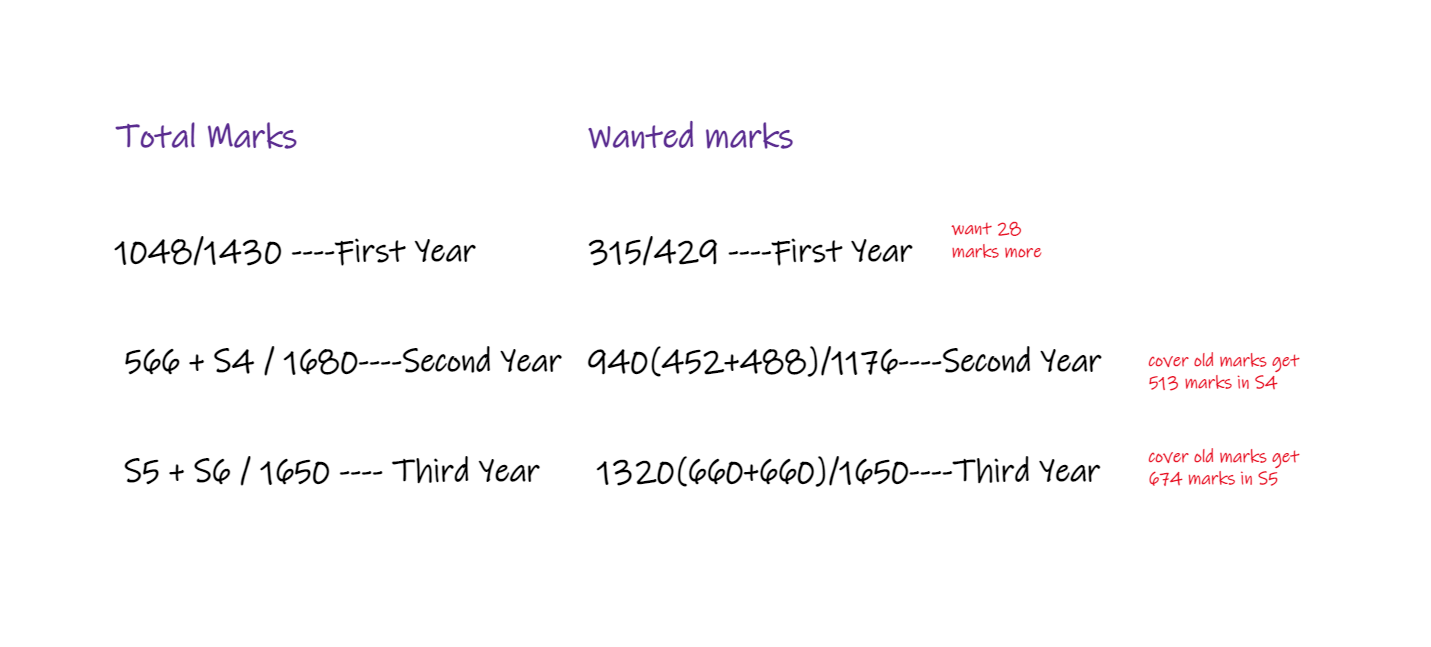 Total Marks
Wanted marks
1048/1430 ----First Year
315/429 ----First Year
want 28
marks more
566 + S4 / 1680----Second Year
940(452+488)/1176----Second Year
cover old marks get
513 marks in S4
S5 + S6 / 1650 ---- Third Year
1320(660+660)/1650----Third Year
cover old marks get
674 marks in S5